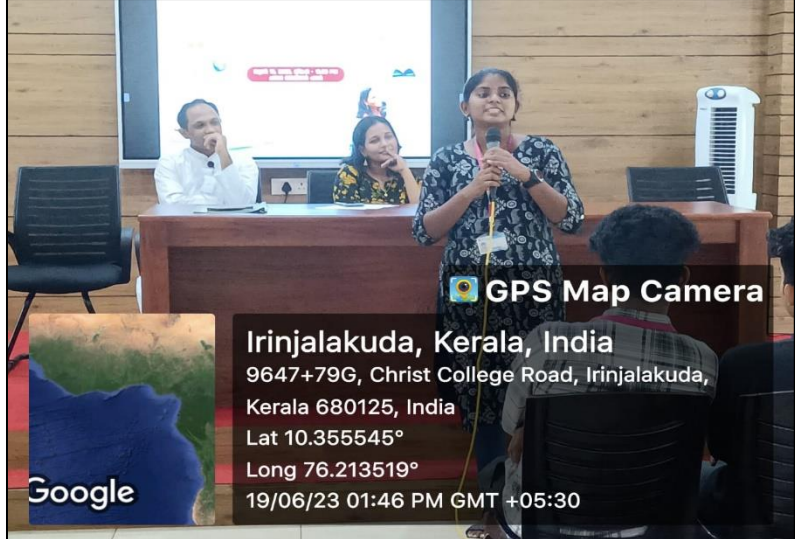 GPS Map Camera
Irinjalakuda, Kerala, India
9647+79G, Christ College Road, Irinjalakuda,
Kerala 680125, India
Lat 10.355545°
Long 76.213519°
19/06/23 01:46 PM GMT +05:30
Google